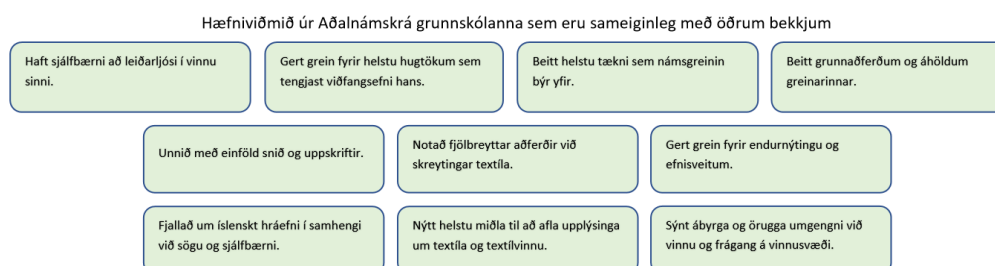 Hæfniviðmið úr Aðalnámskrá grunnskólanna sem eru sameiginleg með öðrum bekkjum
Haft sjálfbærni að leiðarljósi í vinnu
sinni.
Gert grein fyrir helstu hugtökum sem
tengjast viðfangsefni hans.
Beitt helstu tækni sem námsgreinin
býr yfir.
Beitt grunnaðferðum og áhöldum
greinarinnar.
Unnið með einföld snið og uppskriftir.
Notað fjölbreyttar aðferðir við
skreytingar textíla.
Gert grein fyrir endurnýtingu og
efnisveitum.
Fjallað um íslenskt hráefni í samhengi
við sögu og sjálfbærni.
Nýtt helstu miðla til að afla upplýsinga
um textíla og textílvinnu.
Sýnt ábyrga og örugga umgengni við
vinnu og frágang á vinnusvæði.